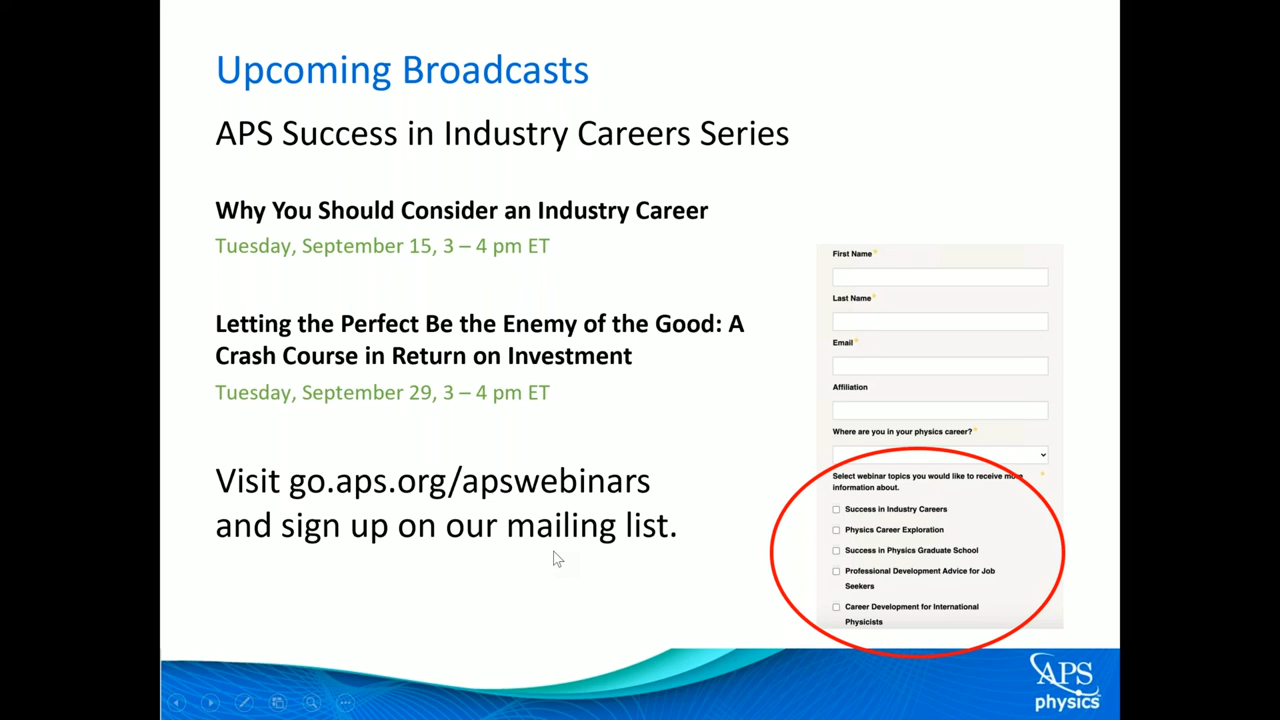 Upcoming Broadcasts
APS Success in Industry Careers Series
Why You Should Consider an Industry Career
Tuesday, September 15, 3 – 4 pm ET
Letting the Perfect Be the Enemy of the Good: A
Crash Course in Return on Investment
Tuesday, September 29, 3 – 4 pm ET
Visit go.aps.org/apswebinars
and sign up on our mailing list.
First Name*
Last Name*
Email*
Affiliation
Where are you in your physics career?*
Select webinar topics you would like to receive more *
information about.
Success in Industry Careers
Physics Career Exploration
Success in Physics Graduate School
Professional Development Advice for Job
Seekers
Career Development for International
Physicists
APS
physics